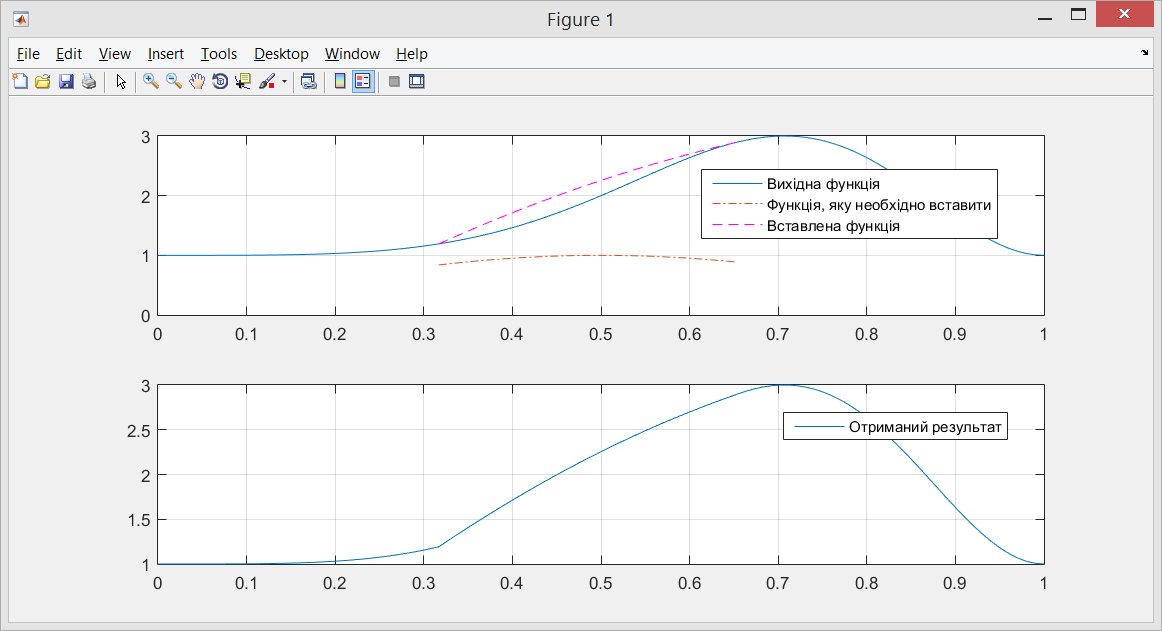 Figure 1
File Edit View Insert Tools Desktop Window Help
3
2
1
0
0 0.1 0.2 0.3 0.4 0.5 0.6 0.7 0.8 0.9 1
Вихідна функція
Функція, яку необхідно вставити
Вставлена функція
3
2.5
2
1.5
1
0 0.1 0.2 0.3 0.4 0.5 0.6 0.7 0.8 0.9 1
Отриманий результат